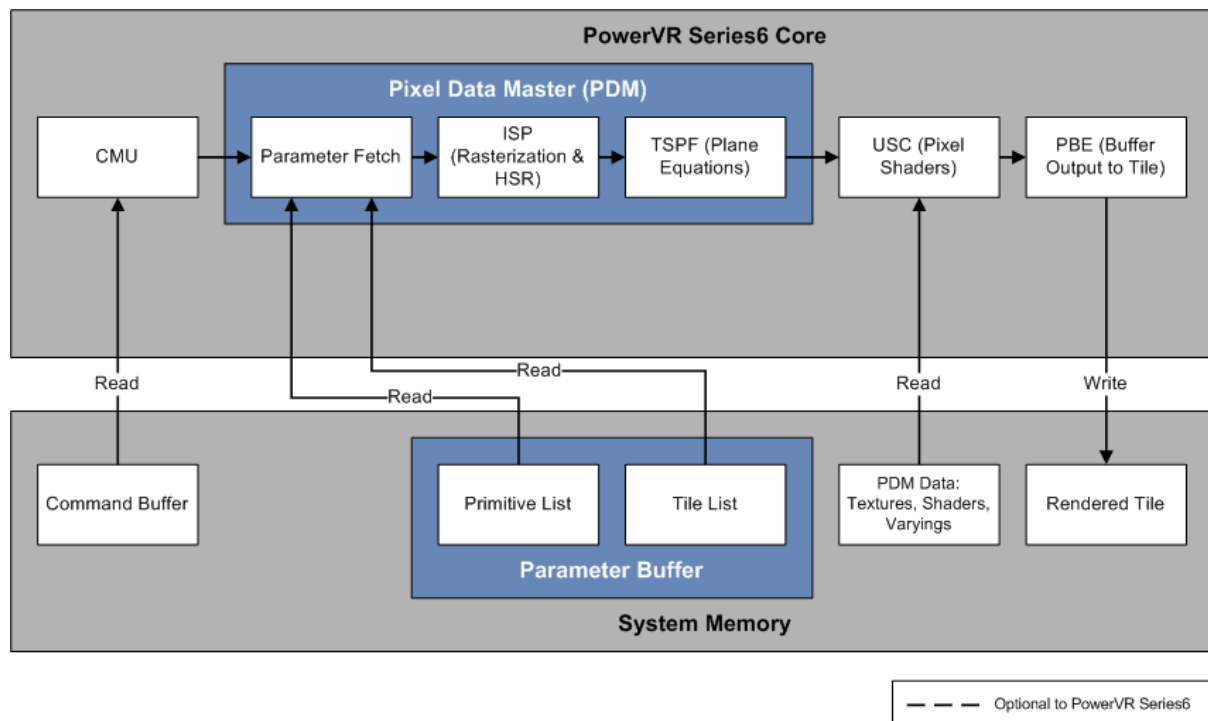 PowerVR Series6 Core
Pixel Data Master (PDM)
CMU
Parameter Fetch
ISP
(Rasterization &
HSR)
TSPF (Plane
Equations)
USC (Pixel
Shaders)
PBE (Buffer
Output to Tile)
Read
Read
Read
Read
Write
Command Buffer
Primitive List
Tile List
PDM Data:
Textures, Shaders,
Varyings
Rendered Tile
Parameter Buffer
System Memory
Optional to PowerVR Series6